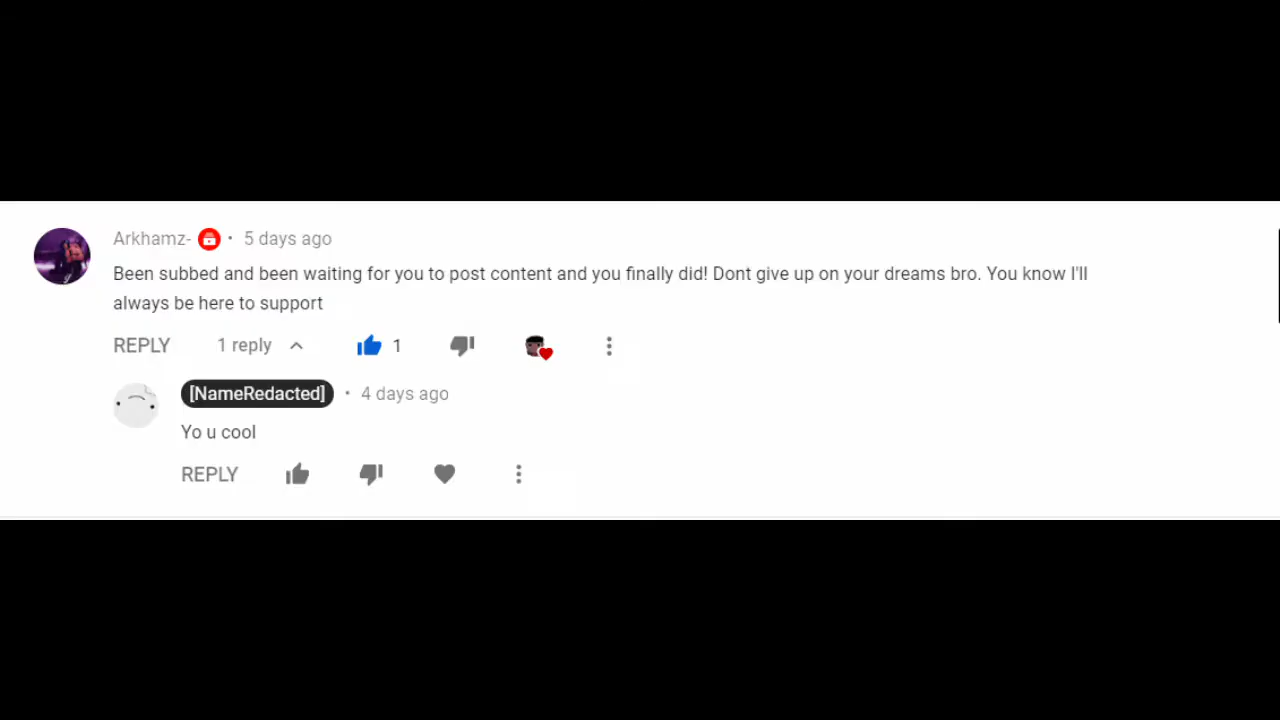 Arkhamz- • 5 days ago
Been subbed and been waiting for you to post content and you finally did! Dont give up on your dreams bro. You know I'll
always be here to support
REPLY 1 reply 1
[NameRedacted] • 4 days ago
Yo u cool
REPLY